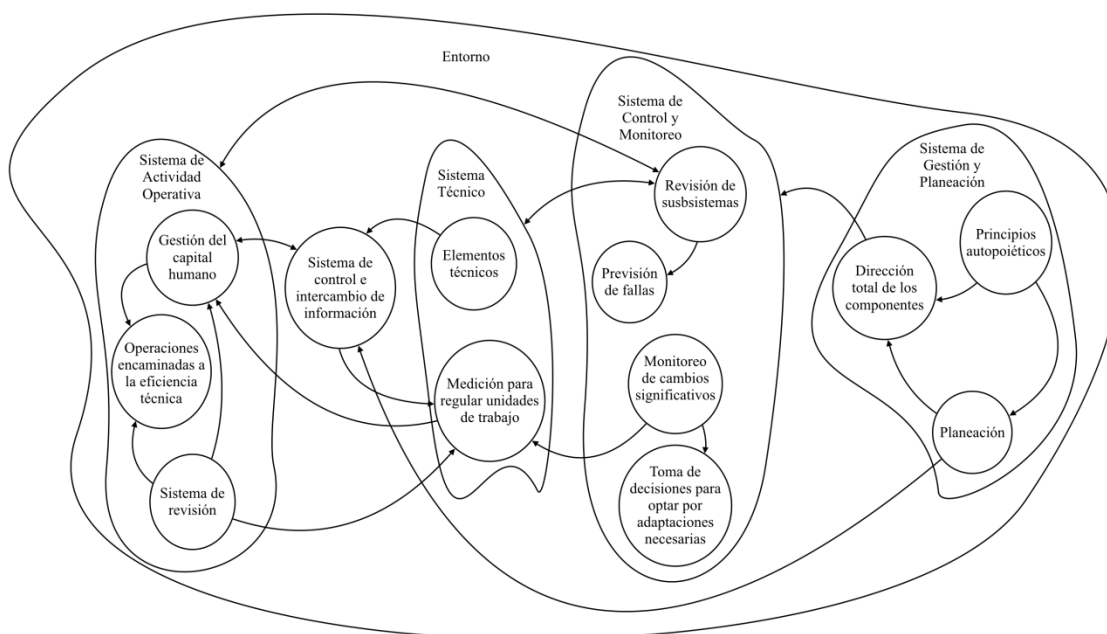 Entorno
Sistema de
Actividad
Operativa
Gestión del
capital
humano
Operaciones
encaminadas a
la eficiencia
técnica
Sistema de
revisión
Sistema de
control e
intercambio de
información
Sistema
Técnico
Elementos
técnicos
Medición para
regular unidades
de trabajo
Sistema de
Control y
Monitoreo
Revisión de
susbsistemas
Previsión
de fallas
Monitoreo
de cambios
significativos
Toma de
decisiones para
optar por
adaptaciones
necesarias
Sistema de
Gestión y
Planeación
Principios
autopoiéticos
Dirección
total de los
componentes
Planeación